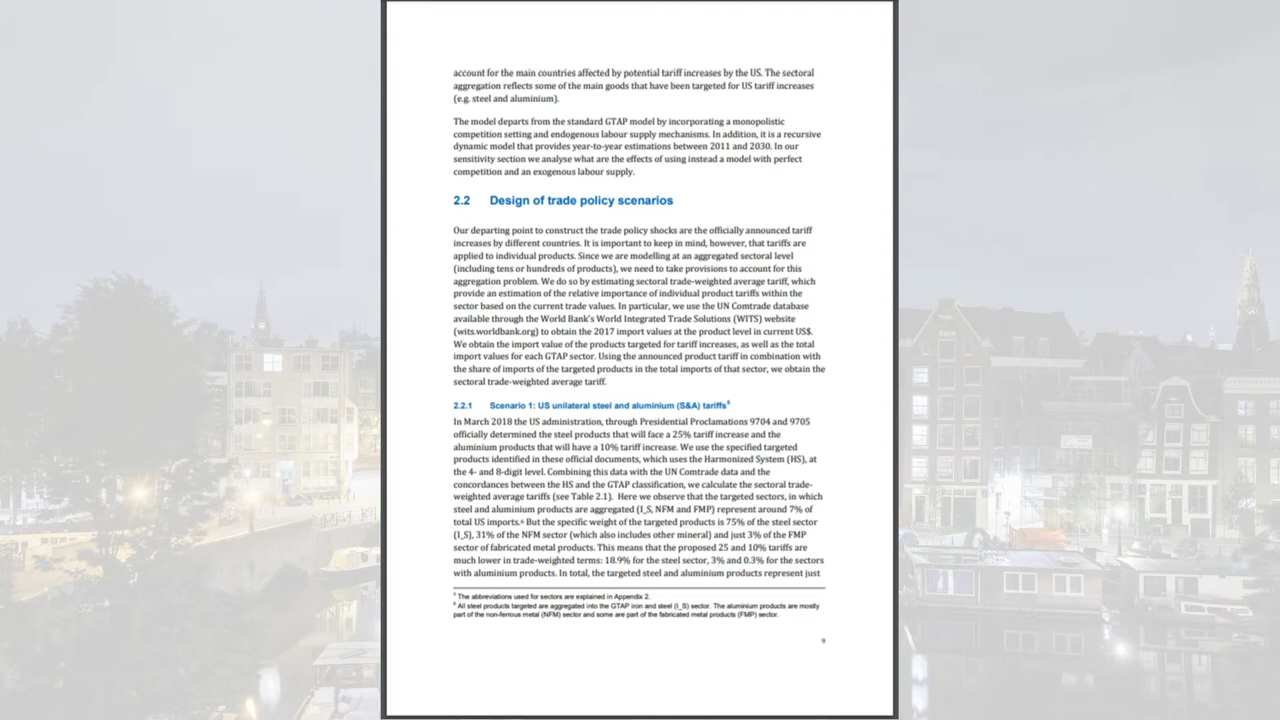 account for the main countries affected by potential tariff increases by the US. The sectoral
aggregation reflects some of the main goods that have been targeted for US tariff increases
(e.g. steel and aluminium).
The model departs from the standard GTAP model by incorporating a monopolistic
competition setting and endogenous labour supply mechanisms. In addition, it is a recursive
dynamic model that provides year-to-year estimations between 2011 and 2030. In our
sensitivity section we analyse what are the effects of using instead a model with perfect
competition and an exogenous labour supply.
2.2 Design of trade policy scenarios
Our departing point to construct the trade policy shocks are the officially announced tariff
increases by different countries. It is important to keep in mind, however, that tariffs are
applied to individual products. Since we are modelling at an aggregated sectoral level
(including tens or hundreds of products), we need to take provisions to account for this
aggregation problem. We do so by estimating sectoral trade-weighted average tariff, which
provide an estimation of the relative importance of individual product tariffs within the
sector based on the current trade values. In particular, we use the UN Comtrade database
available through the World Bank's World Integrated Trade Solutions (WITS) website
(wits.worldbank.org) to obtain the 2017 import values at the product level in current US$.
We obtain the import value of the products targeted for tariff increases, as well as the total
import values for each GTAP sector. Using the announced product tariff in combination with
the share of imports of the targeted products in the total imports of that sector, we obtain the
sectoral trade-weighted average tariff.
2.2.1 Scenario 1: US unilateral steel and aluminium (S&A) tariffs⁵
In March 2018 the US administration, through Presidential Proclamations 9704 and 9705
officially determined the steel products that will face a 25% tariff increase and the
aluminium products that will have a 10% tariff increase. We use the specified targeted
products identified in these official documents, which uses the Harmonized System (HS), at
the 4- and 8-digit level. Combining this data with the UN Comtrade data and the
concordances between the HS and the GTAP classification, we calculate the sectoral trade-
weighted average tariffs (see Table 2.1). Here we observe that the targeted sectors, in which
steel and aluminium products are aggregated (I_S, NFM and FMP) represent around 7% of
total US imports.⁶ But the specific weight of the targeted products is 75% of the steel sector
(I_S), 31% of the NFM sector (which also includes other mineral) and just 3% of the FMP
sector of fabricated metal products. This means that the proposed 25 and 10% tariffs are
much lower in trade-weighted terms: 18.9% for the steel sector, 3% and 0.3% for the sectors
with aluminium products. In total, the targeted steel and aluminium products represent just
⁵ The abbreviations used for sectors are explained in Appendix 2.
⁶ All steel products targeted are aggregated into the GTAP iron and steel (I_S) sector. The aluminium products are mostly
part of the non-ferrous metal (NFM) sector and some are part of the fabricated metal products (FMP) sector.
9